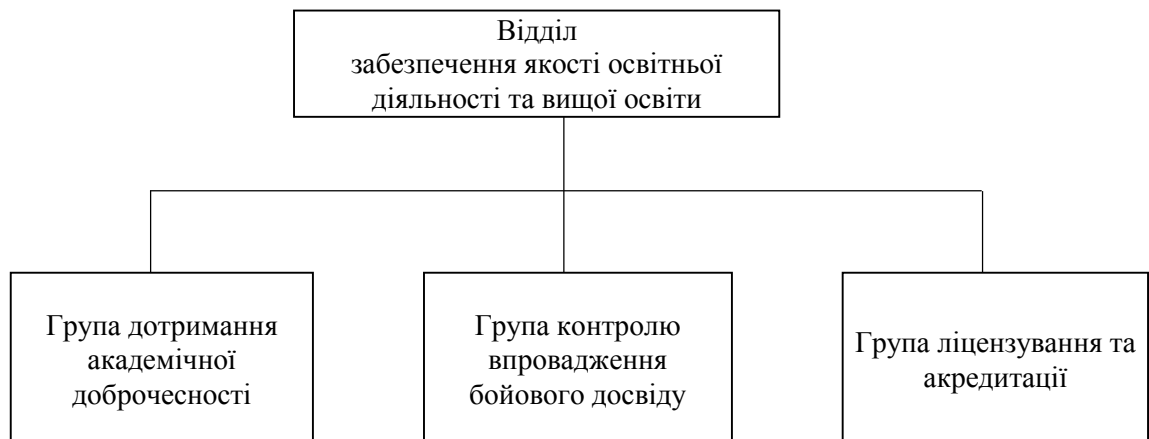 Відділ
забезпечення якості освітньої
діяльності та вищої освіти
Група дотримання
академічної
доброчесності
Група контролю
впровадження
бойового досвіду
Група ліцензування та
акредитації